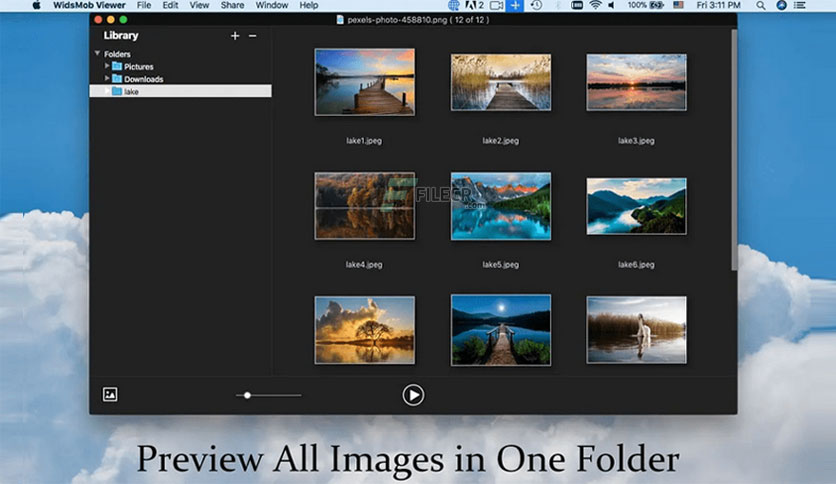 WidsMob Viewer File Edit View Share Window Help 2 100% Fri 3:11 PM
pexels-photo-458810.png ( 12 of 12 )
Library + −
Folders
Pictures
Downloads
lake
lake1.jpeg lake2.jpeg lake3.jpeg
FILECR
.com
lake4.jpeg lake5.jpeg lake6.jpeg
Preview All Images in One Folder